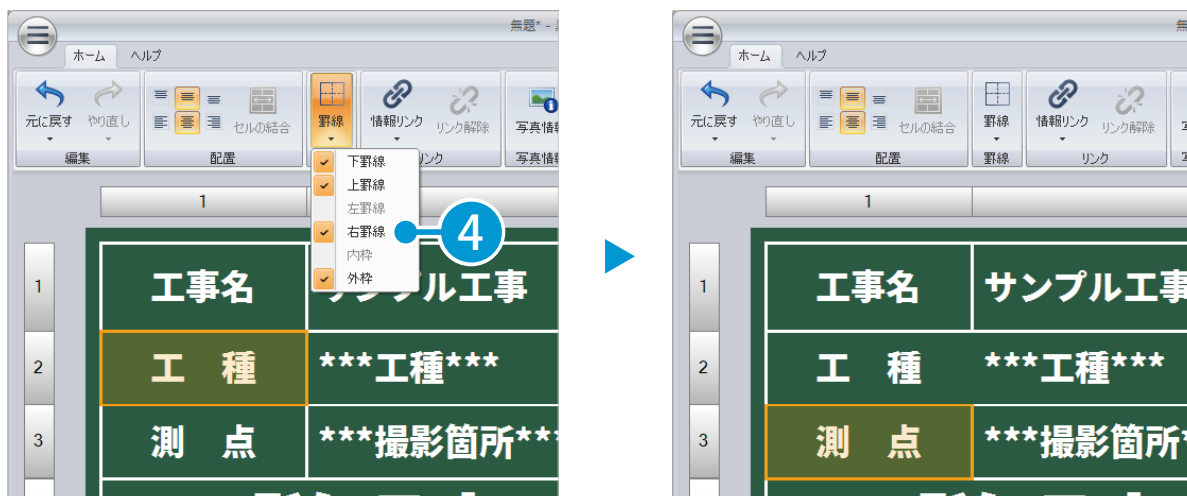 無題* -
ホーム ヘルプ
元に戻す やり直し セルの結合 罫線 情報リンク リンク解除 写真情
編集 配置 リンク 写真情
下罫線
上罫線
左罫線
右罫線
内枠
外枠
4
1
1 工事名 サンプル工事
2 工 種 ***工種***
3 測 点 ***撮影箇所***
無
ホーム ヘルプ
元に戻す やり直し セルの結合 罫線 情報リンク リンク解除
編集 配置 罫線 リンク
1
1 工事名 サンプル工事
2 工 種 ***工種***
3 測 点 ***撮影箇所*